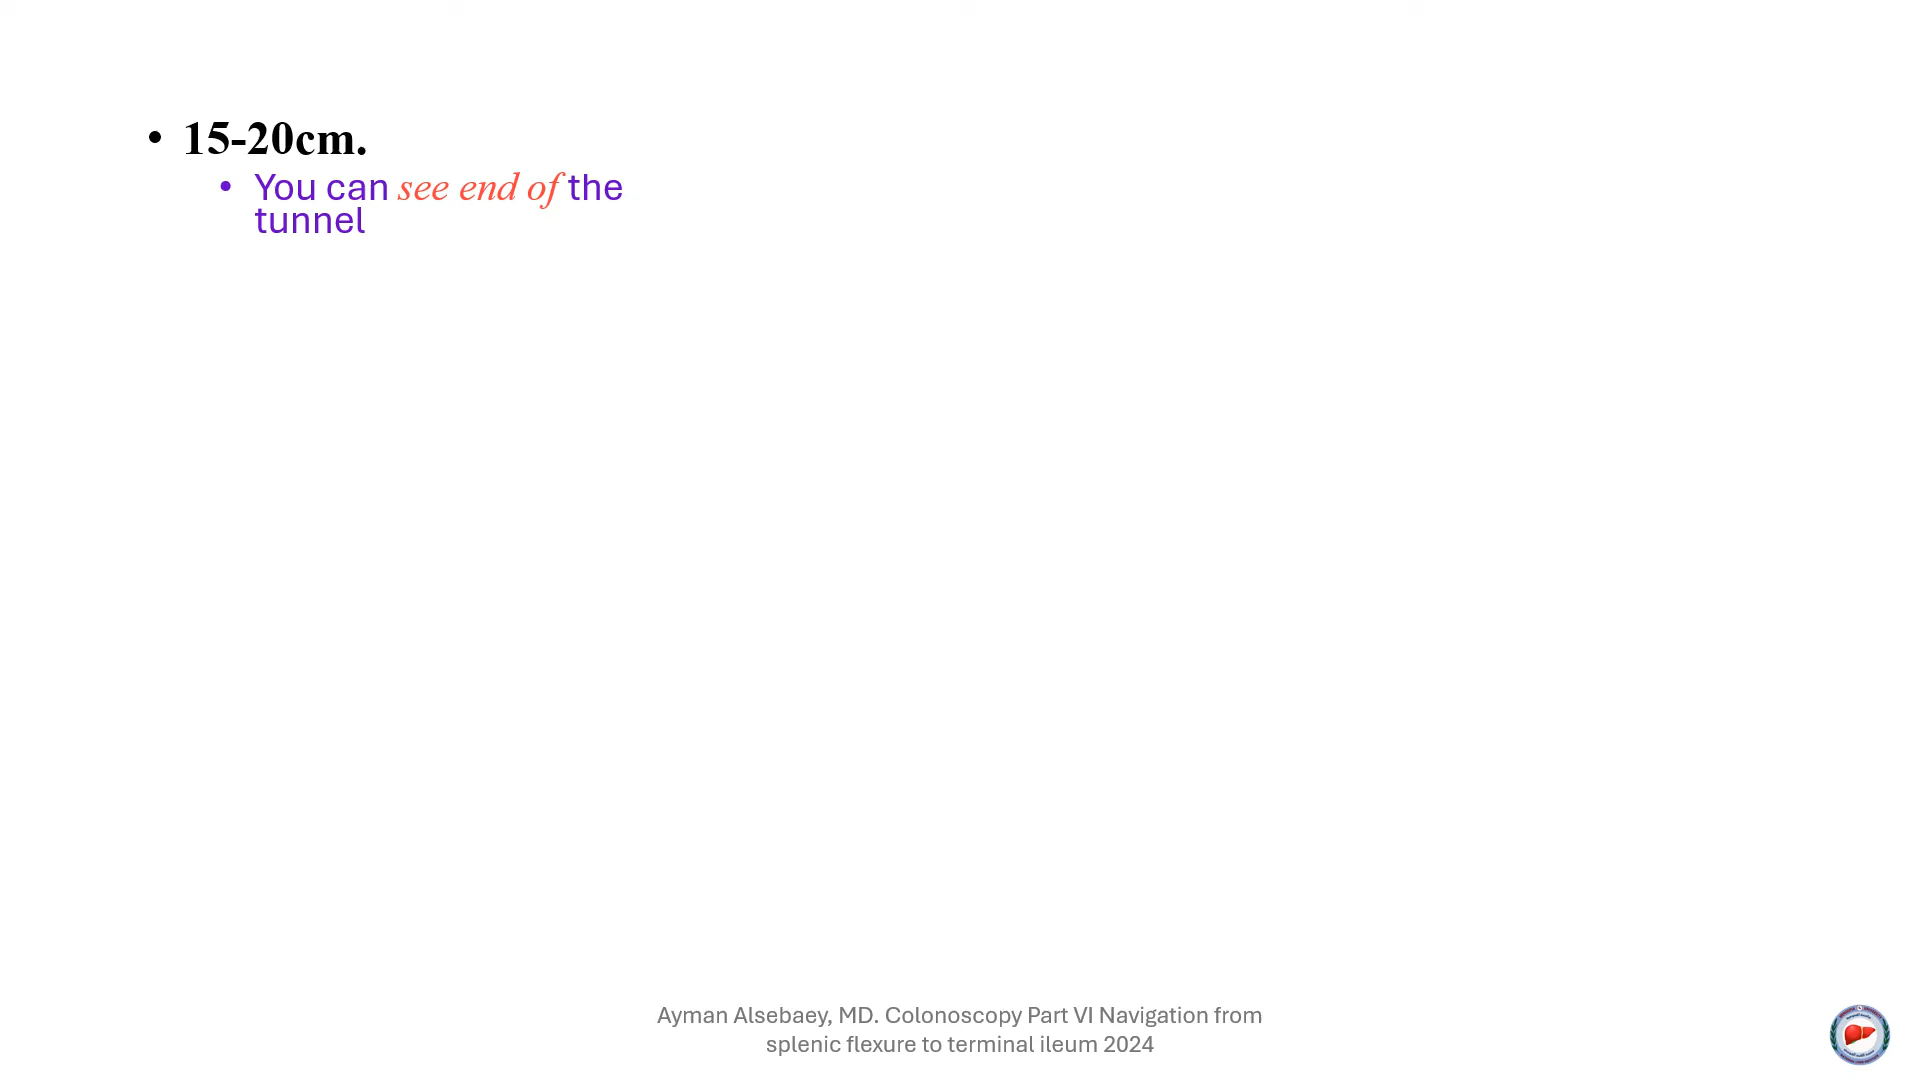 • 15-20cm.
• You can see end of the
tunnel
Ayman Alsebaey, MD. Colonoscopy Part VI Navigation from
splenic flexure to terminal ileum 2024